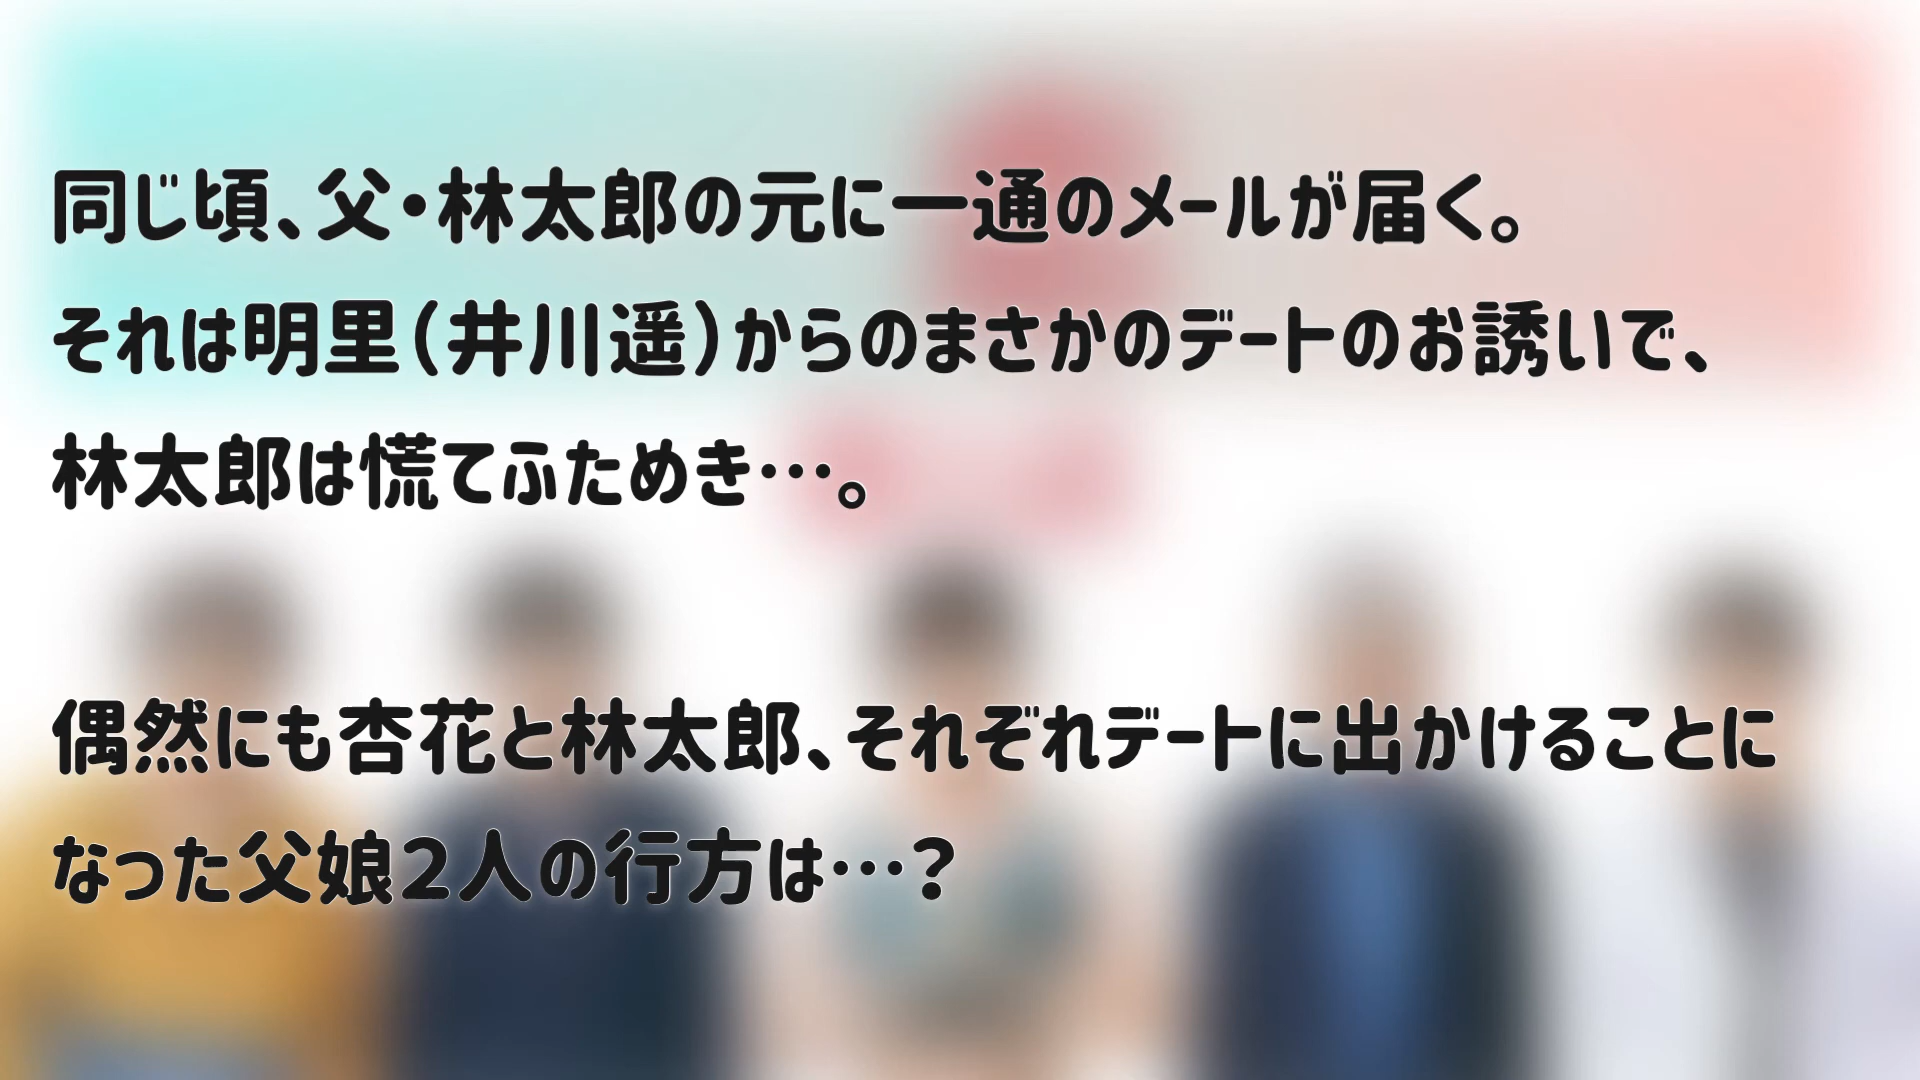 同じ頃、父・林太郎の元に一通のメールが届く。
それは明里(井川遥)からのまさかのデートのお誘いで、
林太郎は慌てふためき…。
偶然にも杏花と林太郎、それぞれデートに出かけることに
なった父娘2人の行方は…?